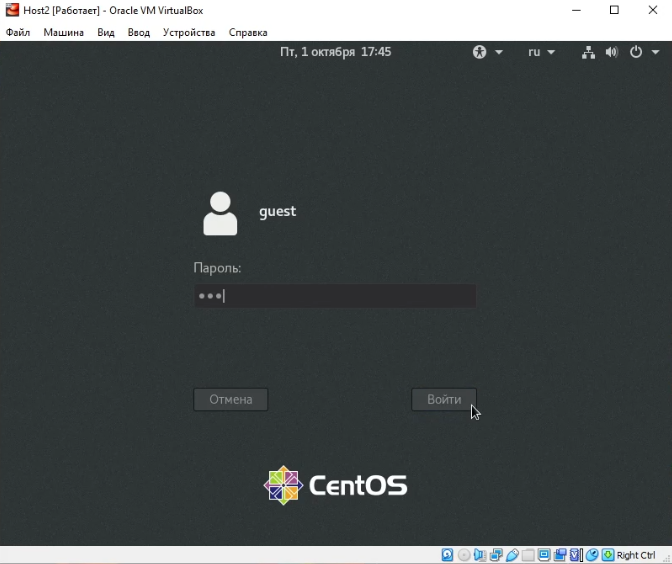 Host2 [Работает] - Oracle VM VirtualBox
Файл Машина Вид Ввод Устройства Справка
Пт, 1 октября 17:45 ru
guest
Пароль:
Отмена Войти
CentOS
Right Ctrl